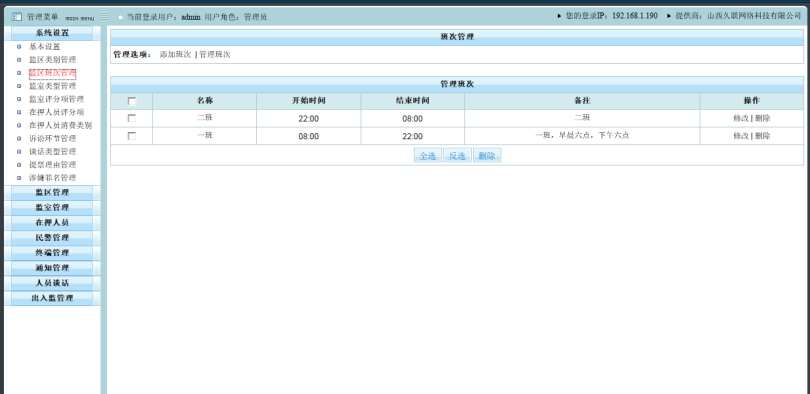 管理菜单 MAIN MENU 当前登录用户：admin 用户角色：管理员 您的登录IP：192.168.1.190 提供商：山西久联网络科技有限公司
系统设置
基本设置
监区类别管理
监区班次管理
监室类型管理
监室评分项管理
在押人员评分项
在押人员消费类别
诉讼环节管理
谈话类型管理
提票理由管理
涉嫌罪名管理
监区管理
监室管理
在押人员
民警管理
终端管理
通知管理
人员谈话
出入监管理
班次管理
管理选项： 添加班次 | 管理班次
管理班次
名称 开始时间 结束时间 备注 操作
二班 22:00 08:00 二班 修改 | 删除
一班 08:00 22:00 一班，早晨六点，下午六点 修改 | 删除
全选 反选 删除